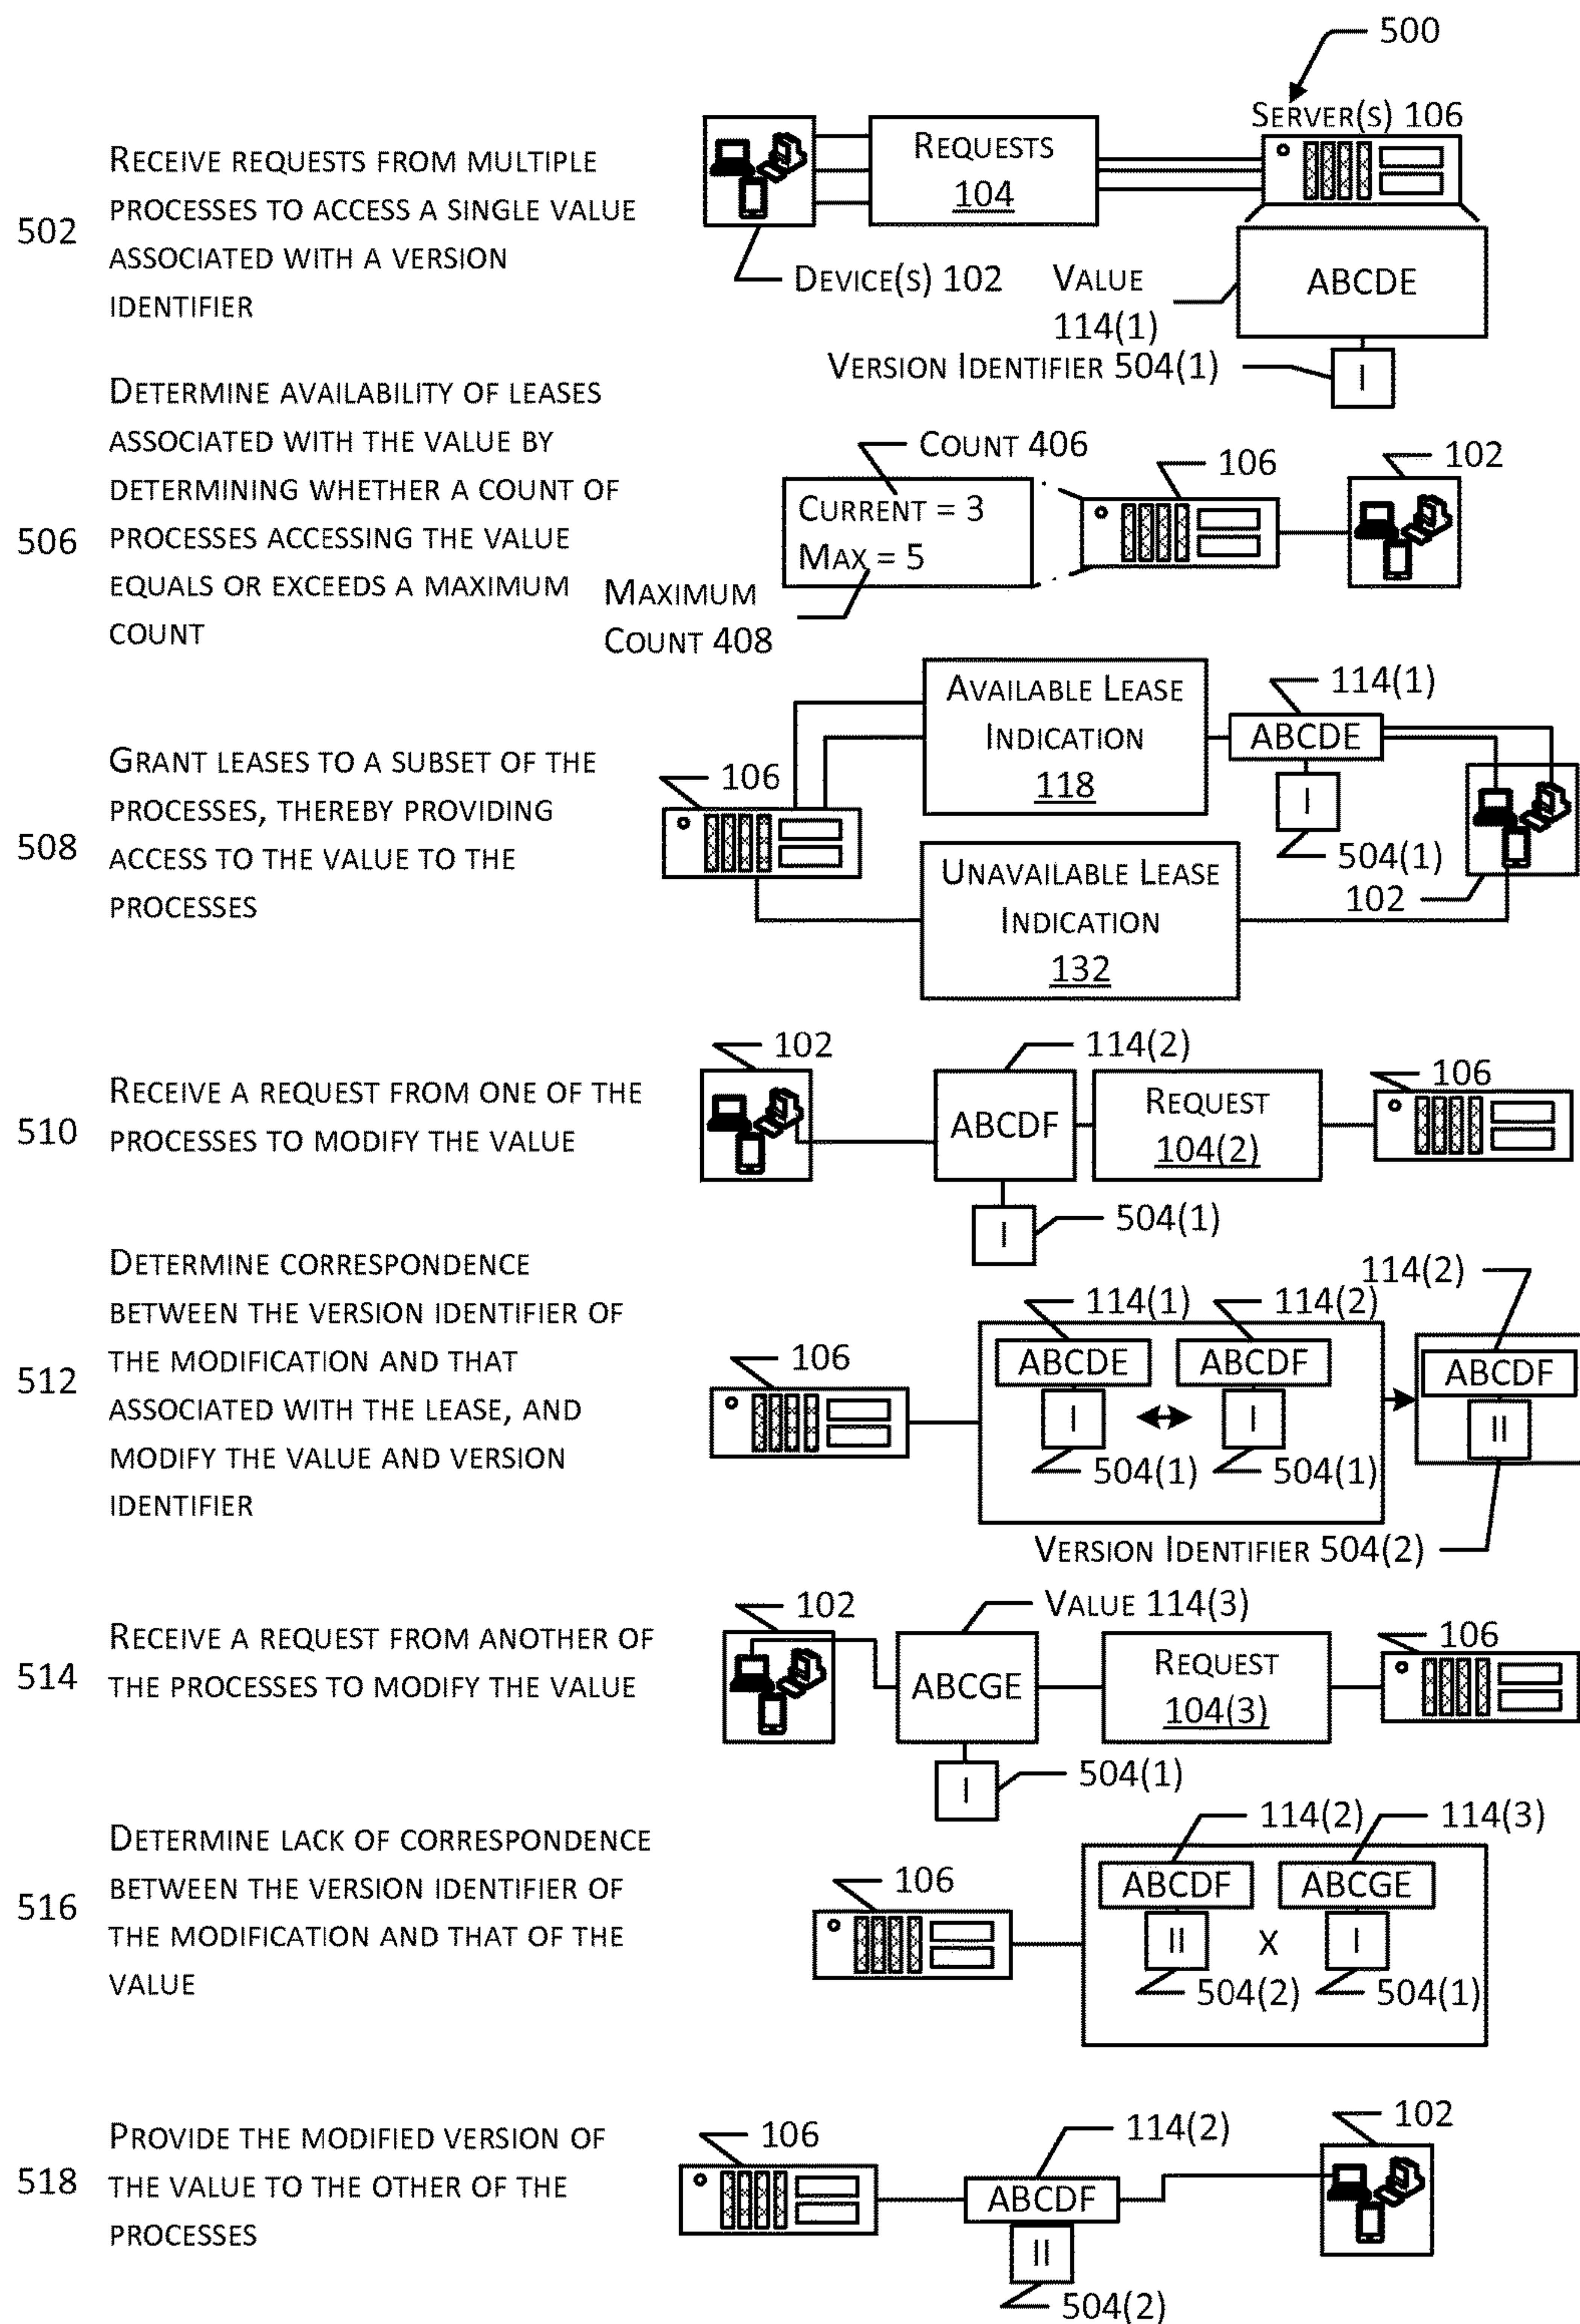 500
SERVER(S) 106
RECEIVE REQUESTS FROM MULTIPLE
PROCESSES TO ACCESS A SINGLE VALUE
ASSOCIATED WITH A VERSION
IDENTIFIER
502
REQUESTS
104
DEVICE(S) 102
VALUE
114(1)
ABCDE
VERSION IDENTIFIER 504(1)
I
DETERMINE AVAILABILITY OF LEASES
ASSOCIATED WITH THE VALUE BY
DETERMINING WHETHER A COUNT OF
PROCESSES ACCESSING THE VALUE
EQUALS OR EXCEEDS A MAXIMUM
COUNT
506
COUNT 406
CURRENT = 3
MAX = 5
MAXIMUM
COUNT 408
106
102
GRANT LEASES TO A SUBSET OF THE
PROCESSES, THEREBY PROVIDING
ACCESS TO THE VALUE TO THE
PROCESSES
508
106
AVAILABLE LEASE
INDICATION
118
114(1)
ABCDE
I
504(1)
102
UNAVAILABLE LEASE
INDICATION
132
RECEIVE A REQUEST FROM ONE OF THE
PROCESSES TO MODIFY THE VALUE
510
102
114(2)
ABCDF
REQUEST
104(2)
106
I
504(1)
DETERMINE CORRESPONDENCE
BETWEEN THE VERSION IDENTIFIER OF
THE MODIFICATION AND THAT
ASSOCIATED WITH THE LEASE, AND
MODIFY THE VALUE AND VERSION
IDENTIFIER
512
106
114(1)
114(2)
114(2)
ABCDE
ABCDF
ABCDF
I
I
II
504(1)
504(1)
VERSION IDENTIFIER 504(2)
RECEIVE A REQUEST FROM ANOTHER OF
THE PROCESSES TO MODIFY THE VALUE
514
102
VALUE 114(3)
ABCGE
REQUEST
104(3)
106
I
504(1)
DETERMINE LACK OF CORRESPONDENCE
BETWEEN THE VERSION IDENTIFIER OF
THE MODIFICATION AND THAT OF THE
VALUE
516
106
114(2)
114(3)
ABCDF
ABCGE
II
X
I
504(2)
504(1)
PROVIDE THE MODIFIED VERSION OF
THE VALUE TO THE OTHER OF THE
PROCESSES
518
106
114(2)
ABCDF
II
504(2)
102